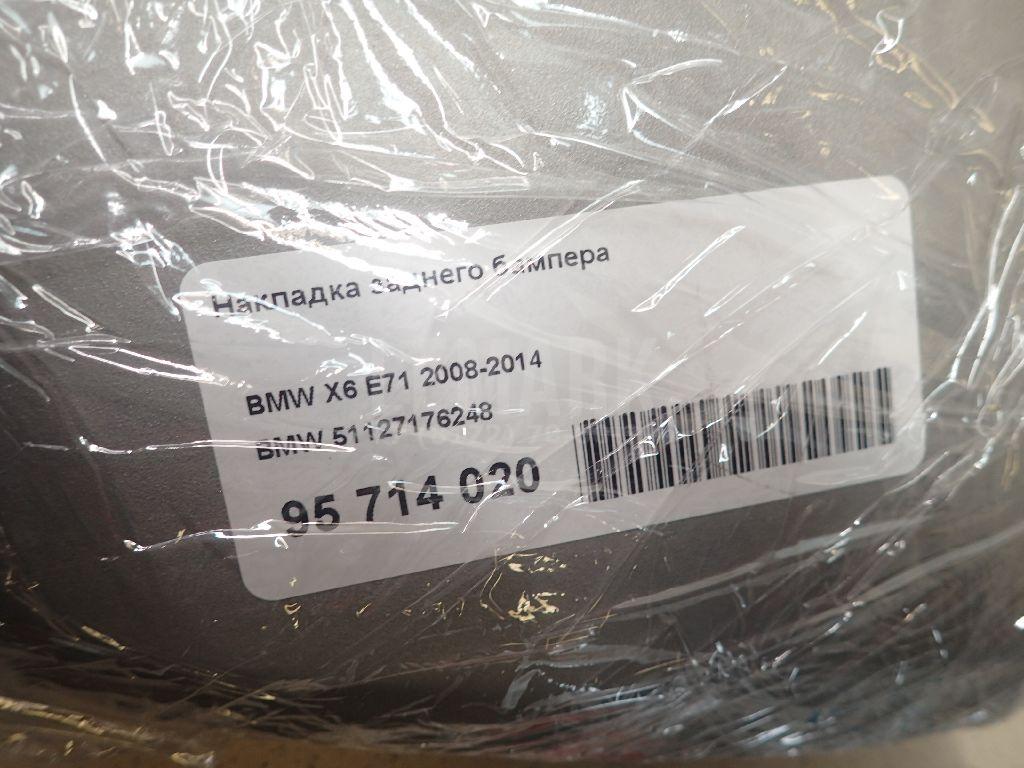 Накладка заднего бампера
BMW X6 E71 2008-2014
BMW 51127176248
95 714 020